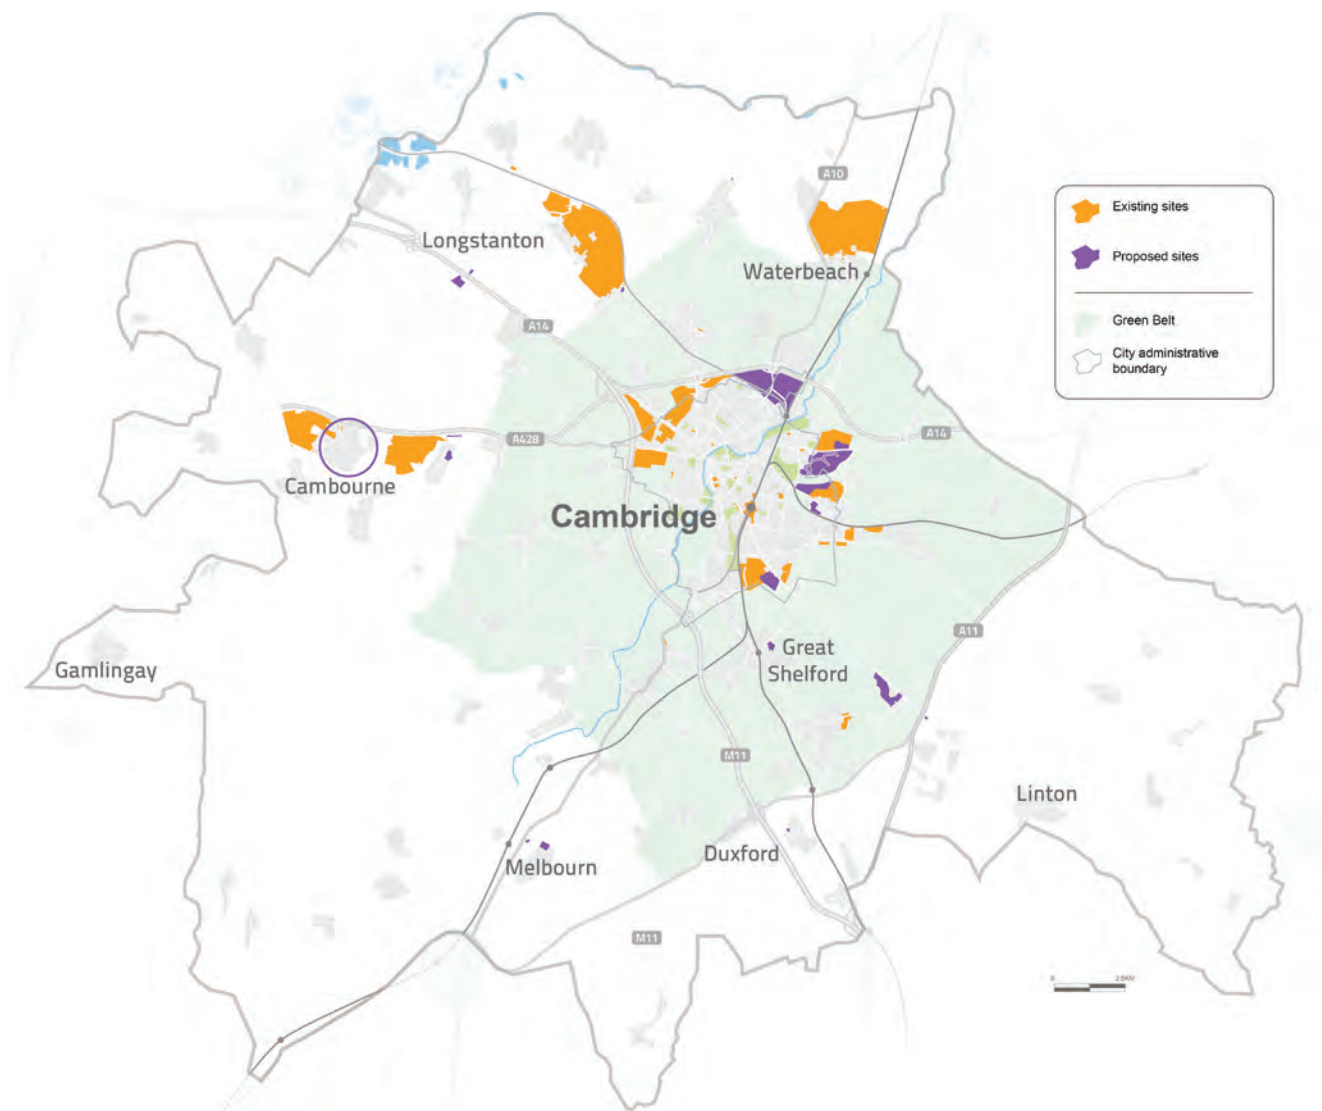 A10
Longstanton
Waterbeach
A14
A14
A428
Cambourne
Cambridge
Great
Shelford
A11
Gamlingay
M11
Linton
Melbourn
Duxford
M11
Existing sites
Proposed sites
Green Belt
City administrative
boundary
0